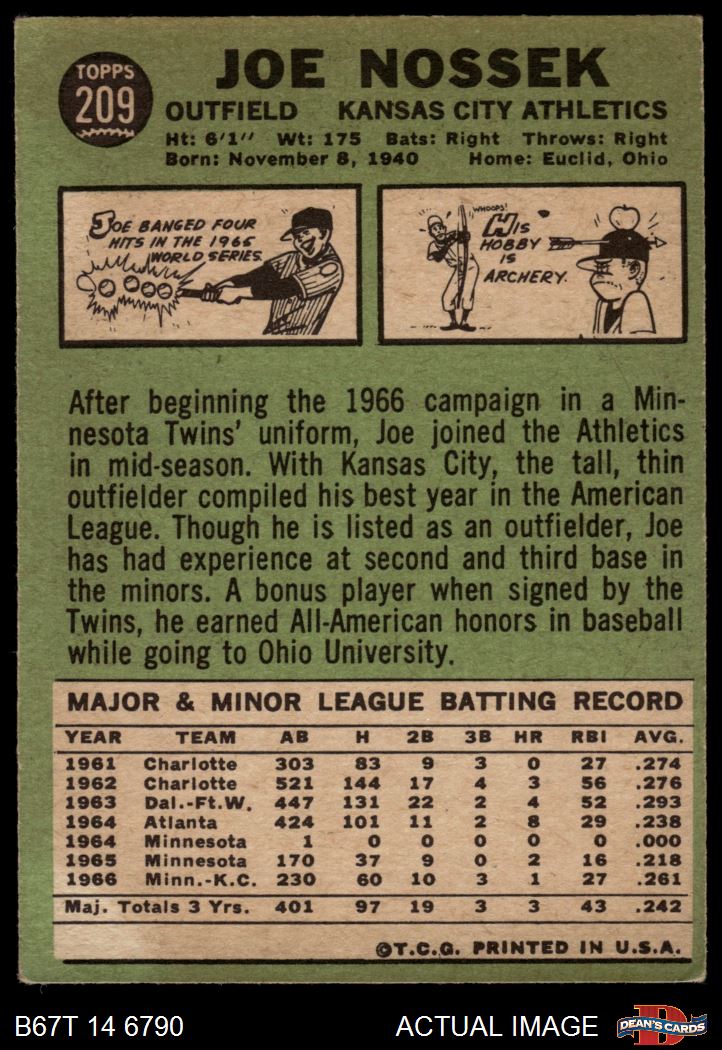 TOPPS
209
JOE NOSSEK
OUTFIELD KANSAS CITY ATHLETICS
Ht: 6'1" Wt: 175 Bats: Right Throws: Right
Born: November 8, 1940 Home: Euclid, Ohio
JOE BANGED FOUR
HITS IN THE 1965
WORLD SERIES.
WHOOPS!
HIS
HOBBY
IS
ARCHERY.
After beginning the 1966 campaign in a Min-
nesota Twins' uniform, Joe joined the Athletics
in mid-season. With Kansas City, the tall, thin
outfielder compiled his best year in the American
League. Though he is listed as an outfielder, Joe
has had experience at second and third base in
the minors. A bonus player when signed by the
Twins, he earned All-American honors in baseball
while going to Ohio University.
MAJOR & MINOR LEAGUE BATTING RECORD
YEAR TEAM AB H 2B 3B HR RBI AVG.
1961 Charlotte 303 83 9 3 0 27 .274
1962 Charlotte 521 144 17 4 3 56 .276
1963 Dal.-Ft.W. 447 131 22 2 4 52 .293
1964 Atlanta 424 101 11 2 8 29 .238
1964 Minnesota 1 0 0 0 0 0 .000
1965 Minnesota 170 37 9 0 2 16 .218
1966 Minn.-K.C. 230 60 10 3 1 27 .261
Maj. Totals 3 Yrs. 401 97 19 3 3 43 .242
©T.C.G. PRINTED IN U.S.A.
B67T 14 6790 ACTUAL IMAGE
D
DEAN'S CARDS